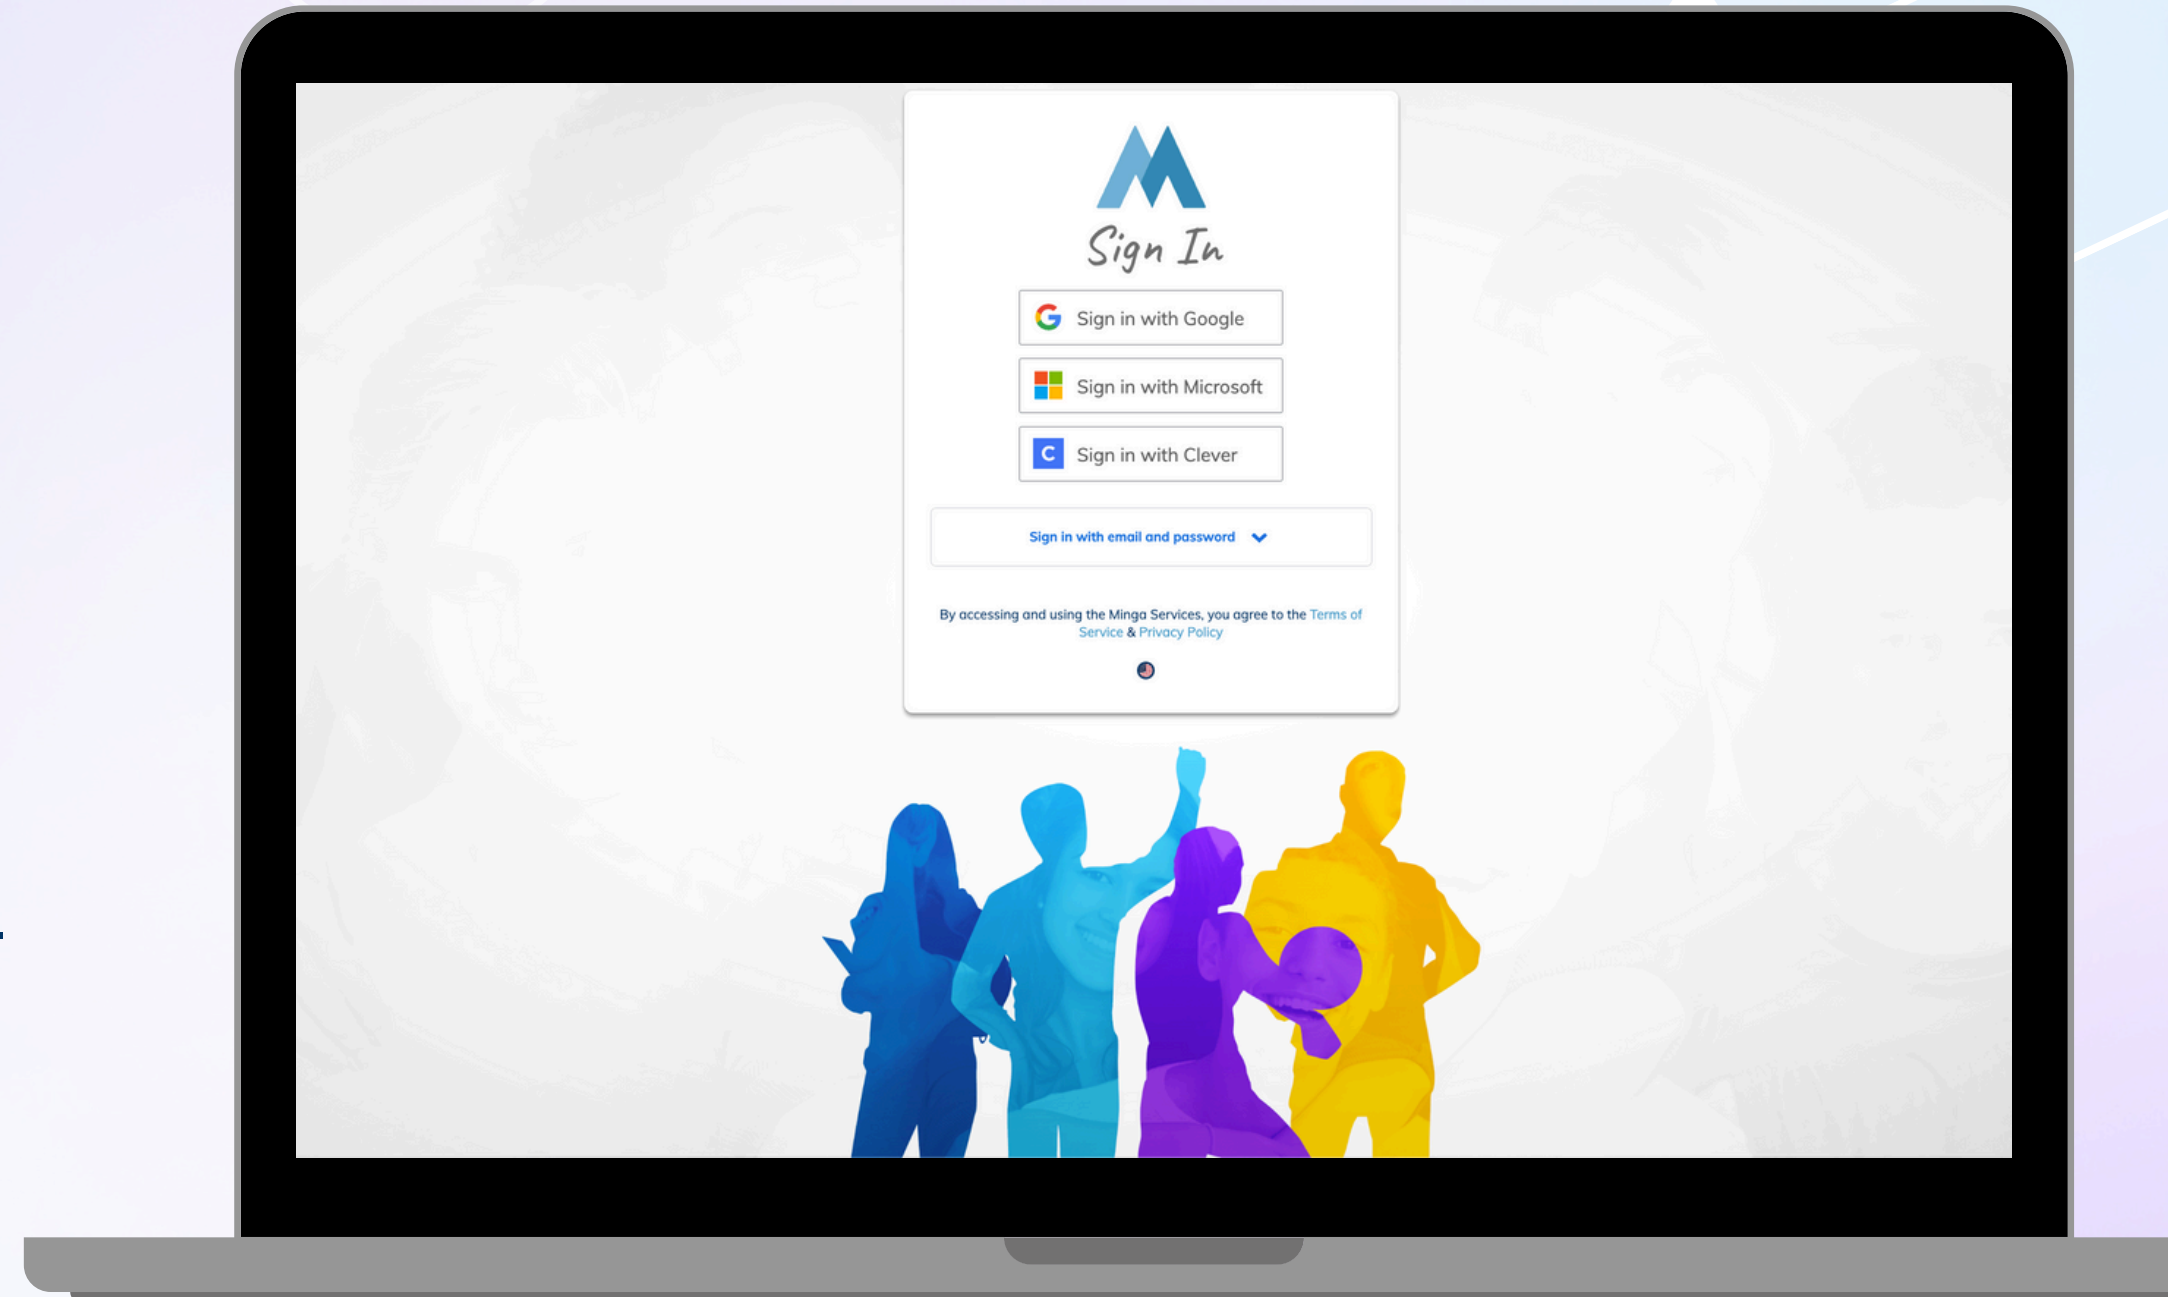 Sign In
Sign in with Google
Sign in with Microsoft
C
Sign in with Clever
Sign in with email and password
By accessing and using the Minga Services, you agree to the Terms of
Service & Privacy Policy